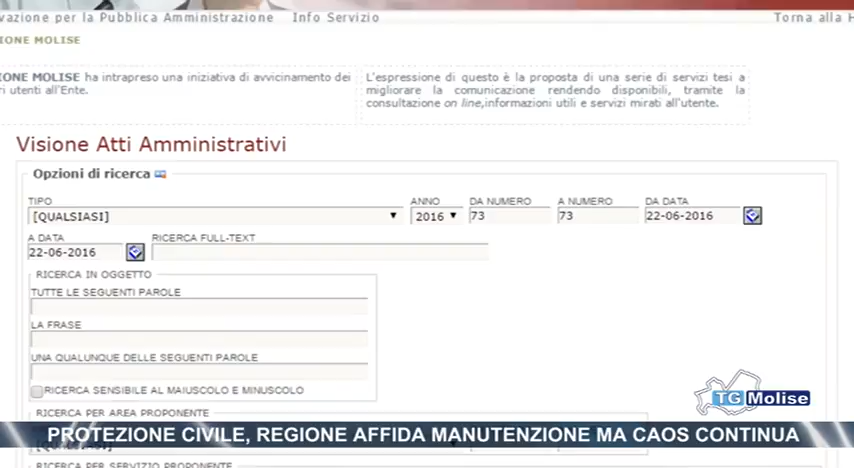 vazione per la Pubblica Amministrazione Info Servizio Torna alla H
IONE MOLISE
IONE MOLISE ha intrapreso una iniziativa di avvicinamento dei
ri utenti all'Ente.
L'espressione di questo è la proposta di una serie di servizi tesi a
migliorare la comunicazione rendendo disponibili, tramite la
consultazione on line,informazioni utili e servizi mirati all'utente.
Visione Atti Amministrativi
Opzioni di ricerca
TIPO ANNO DA NUMERO A NUMERO DA DATA
[QUALSIASI] 2016 73 73 22-06-2016
A DATA RICERCA FULL-TEXT
22-06-2016
RICERCA IN OGGETTO
TUTTE LE SEGUENTI PAROLE
LA FRASE
UNA QUALUNQUE DELLE SEGUENTI PAROLE
RICERCA SENSIBILE AL MAIUSCOLO E MINUSCOLO
TG Molise
RICERCA PER AREA PROPONENTE
PROTEZIONE CIVILE, REGIONE AFFIDA MANUTENZIONE MA CAOS CONTINUA
RICERCA PER SERVIZIO PROPONENTE